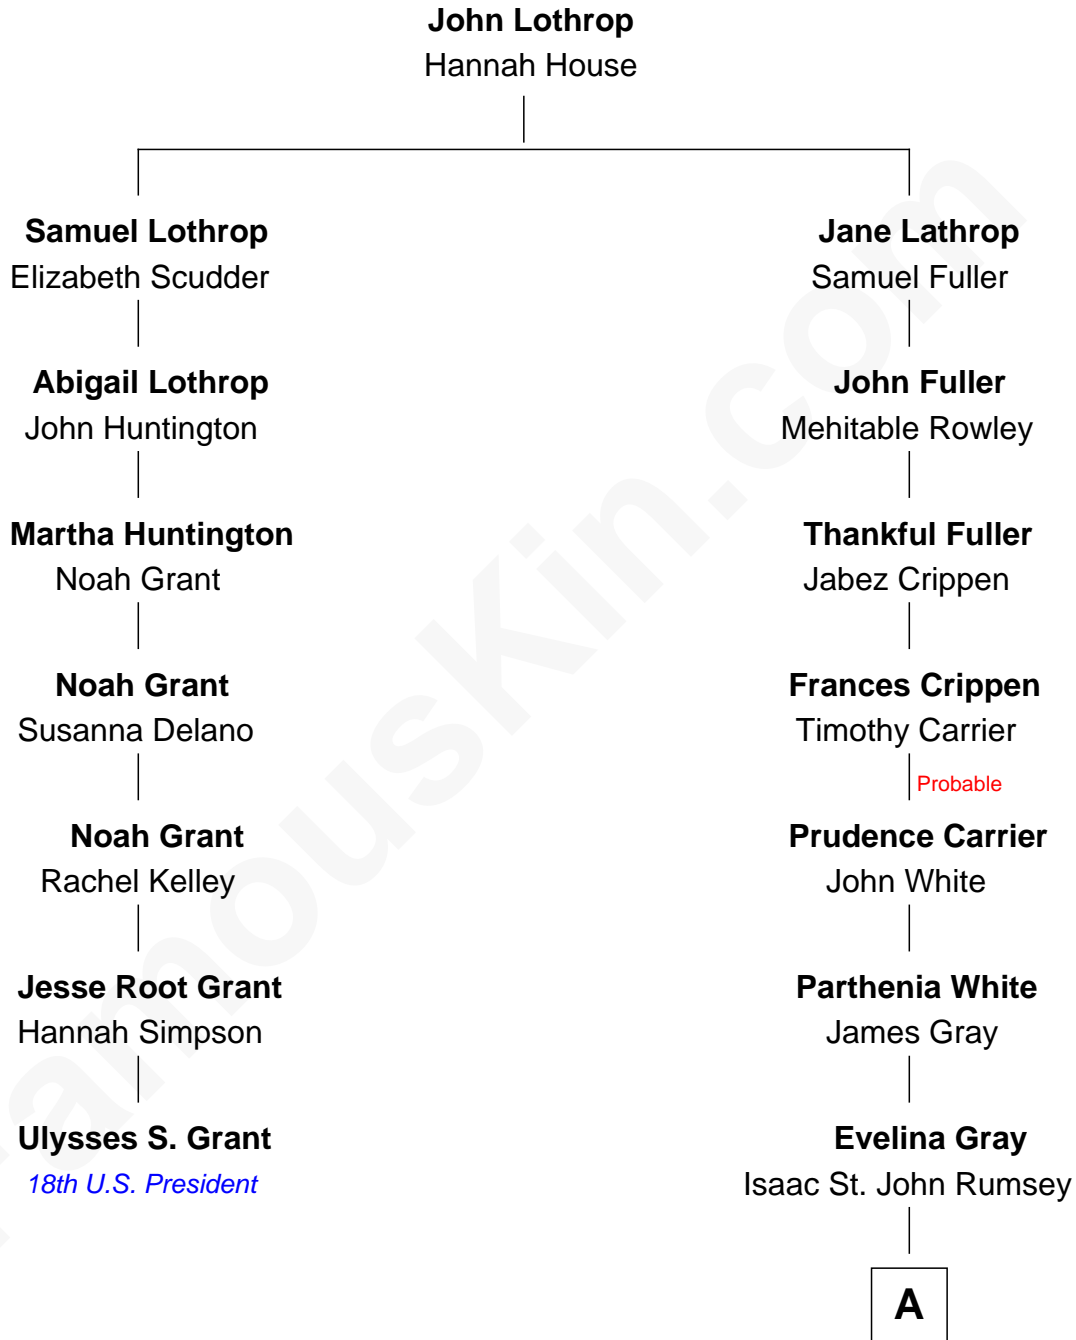 John Lothrop
Hannah House
Samuel Lothrop
Elizabeth Scudder
Abigail Lothrop
John Huntington
Martha Huntington
Noah Grant
Noah Grant
Susanna Delano
Noah Grant
Rachel Kelley
Jesse Root Grant
Hannah Simpson
Ulysses S. Grant
18th U.S. President
Jane Lathrop
Samuel Fuller
John Fuller
Mehitable Rowley
Thankful Fuller
Jabez Crippen
Frances Crippen
Timothy Carrier
Probable
Prudence Carrier
John White
Parthenia White
James Gray
Evelina Gray
Isaac St. John Rumsey
A
FamousKin.com